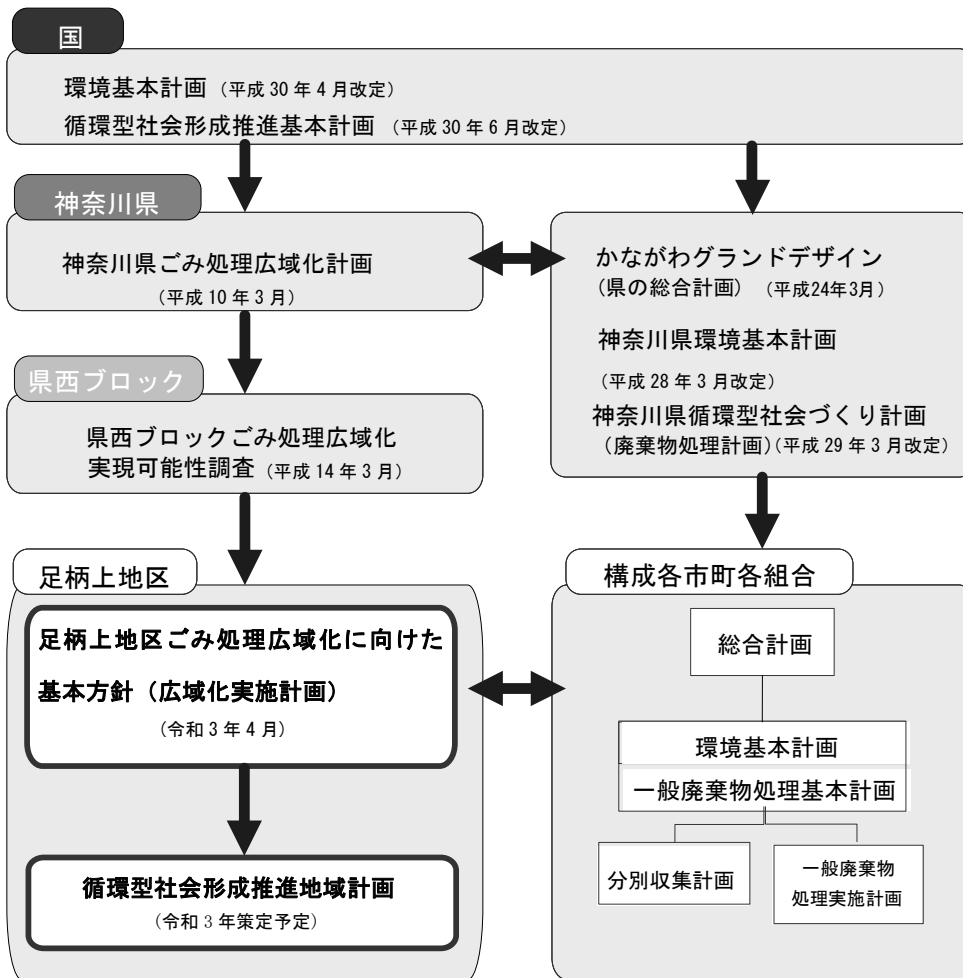 国
環境基本計画（平成30年4月改定）
循環型社会形成推進基本計画（平成30年6月改定）
神奈川県
神奈川県ごみ処理広域化計画
（平成10年3月）
かながわグランドデザイン
(県の総合計画)（平成24年3月）
神奈川県環境基本計画
（平成28年3月改定）
神奈川県循環型社会づくり計画
（廃棄物処理計画）（平成29年3月改定）
県西ブロック
県西ブロックごみ処理広域化
実現可能性調査（平成14年3月）
足柄上地区
足柄上地区ごみ処理広域化に向けた
基本方針（広域化実施計画）
（令和3年4月）
循環型社会形成推進地域計画
（令和3年策定予定）
構成各市町各組合
総合計画
環境基本計画
一般廃棄物処理基本計画
分別収集計画
一般廃棄物
処理実施計画